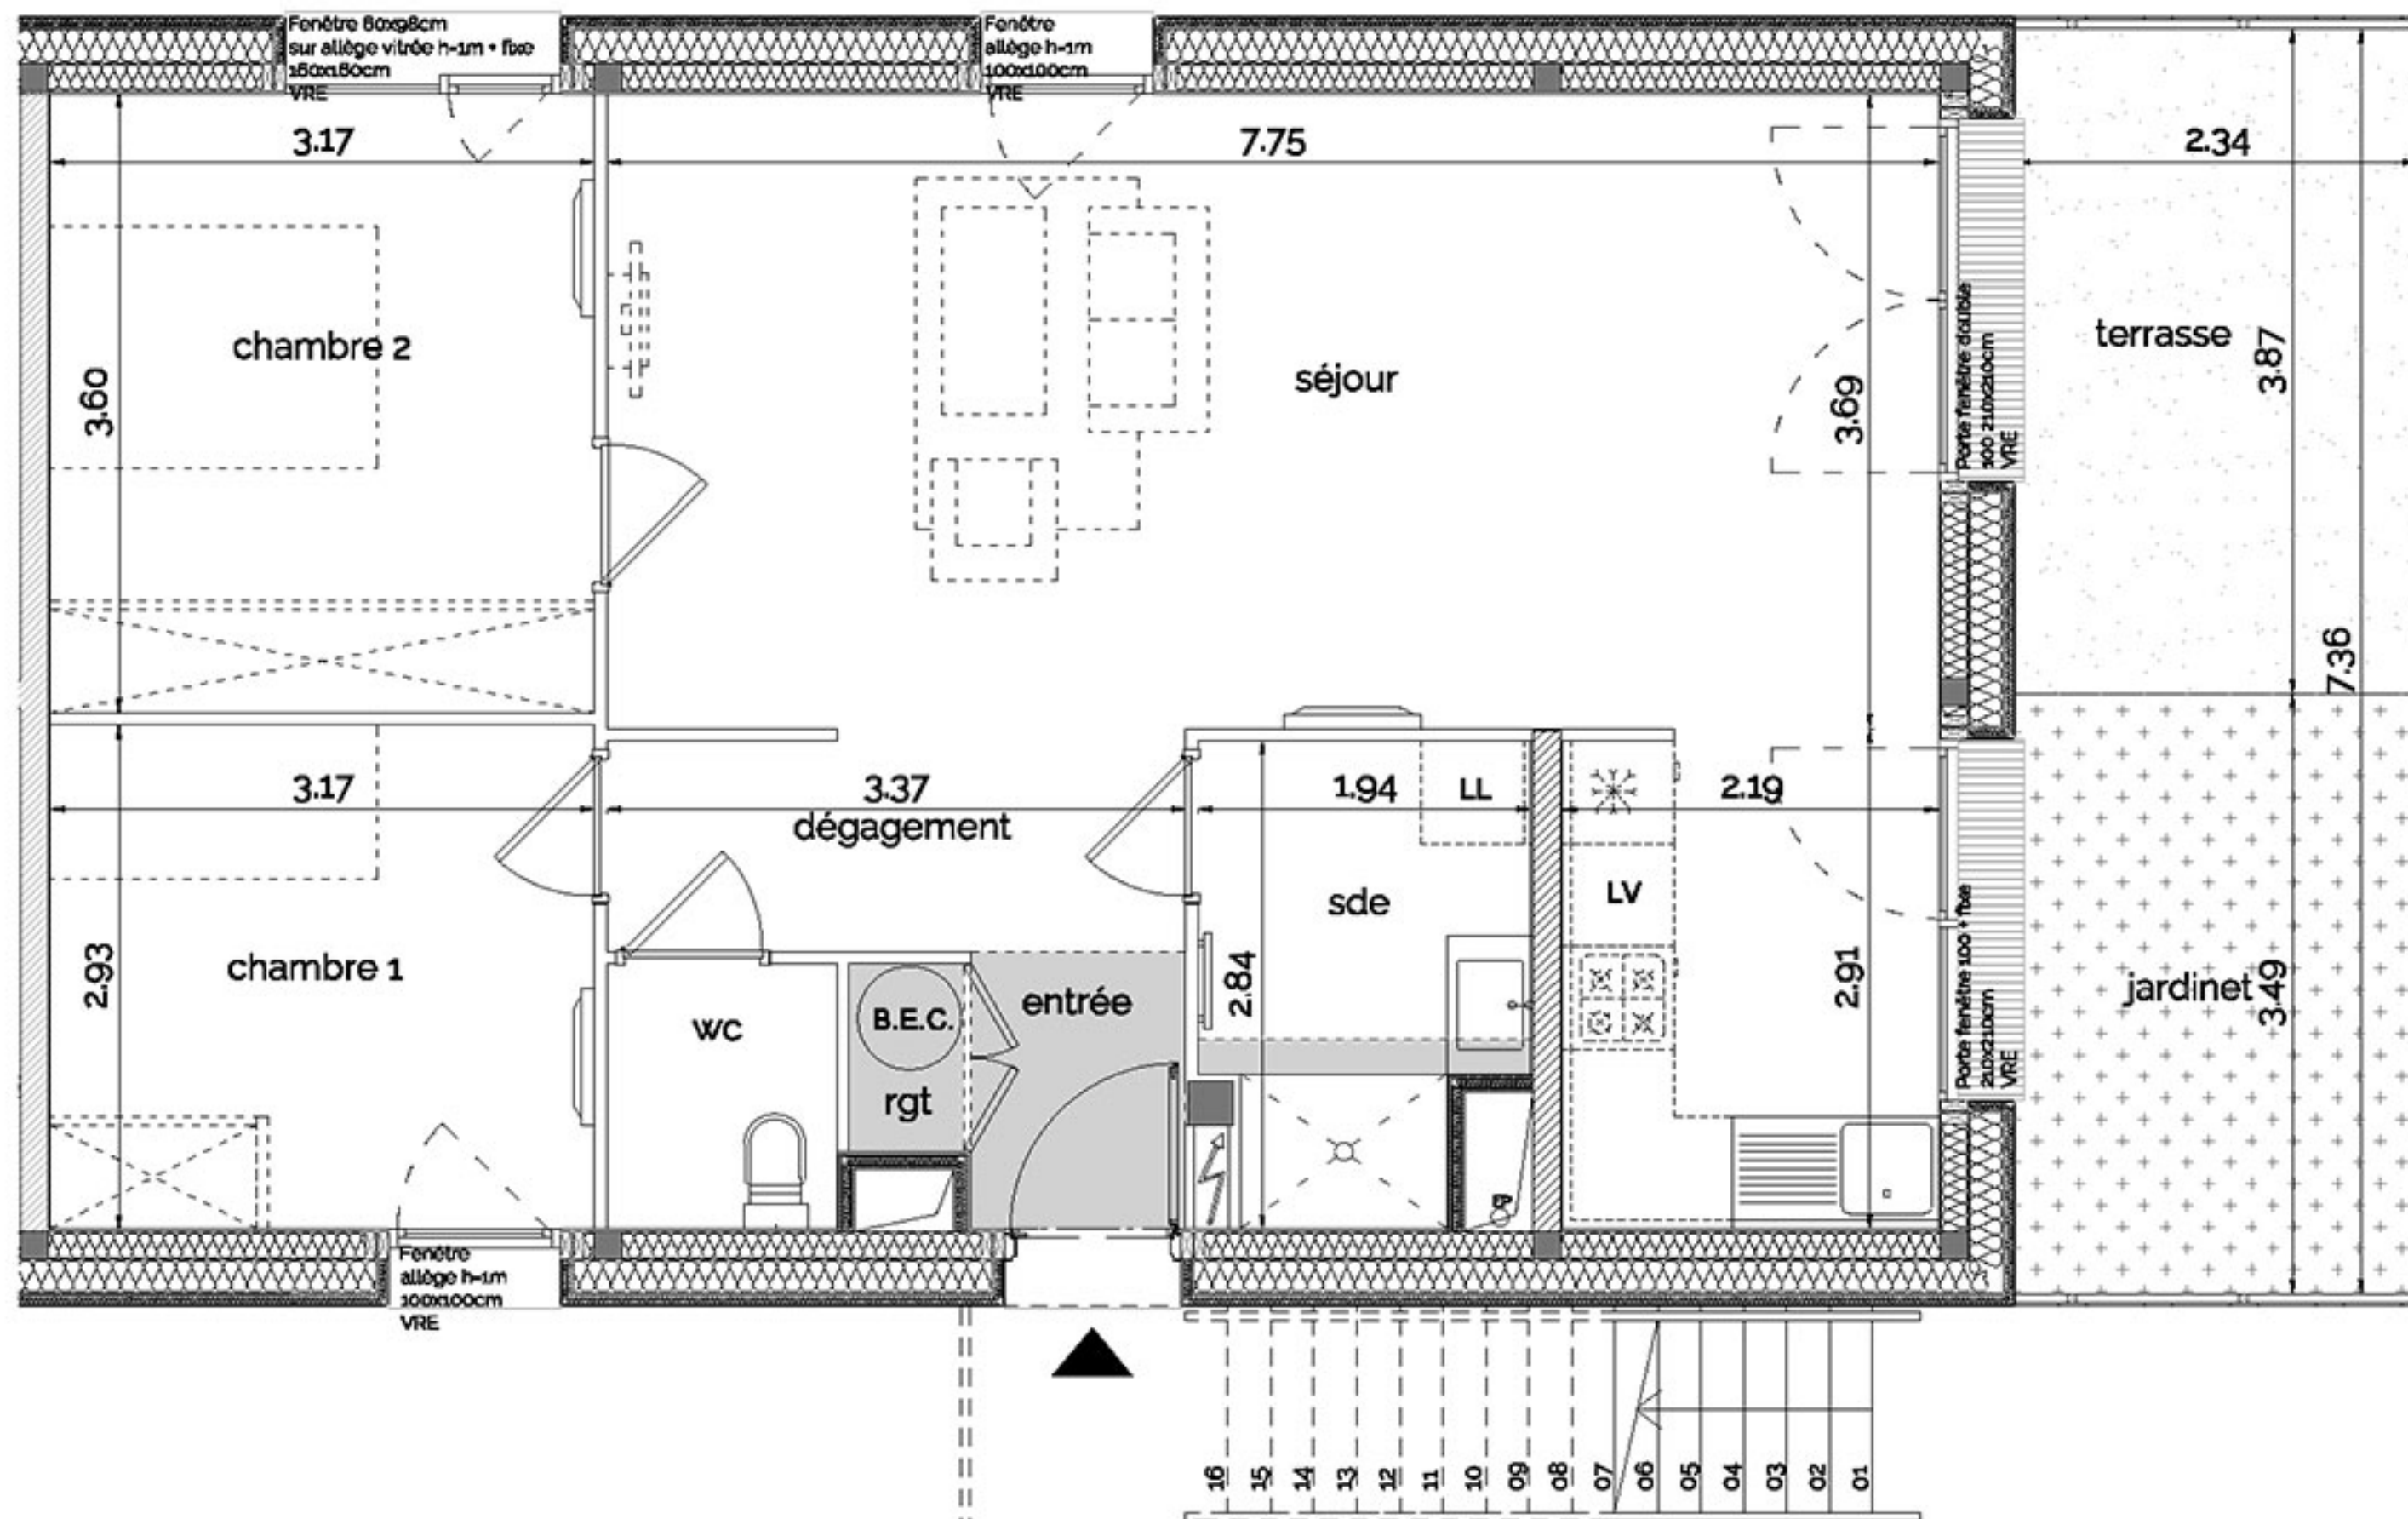 Fenêtre 60x98cm
sur allège vitrée h=1m + fixe
160x160cm
VRE
Fenêtre
allège h=1m
100x100cm
VRE
3.17
7.75
2.34
chambre 2
3.60
séjour
3.69
Porte fenêtre double
100 210x210cm
VRE
terrasse
3.87
7.36
3.17
3.37
dégagement
1.94
LL
2.19
sde
LV
chambre 1
2.93
WC
B.E.C.
rgt
entrée
2.84
2.91
Porte fenêtre 100 + fixe
210x210cm
VRE
jardinet
3.49
EP
Fenêtre
allège h=1m
100x100cm
VRE
16
15
14
13
12
11
10
09
08
07
06
05
04
03
02
01